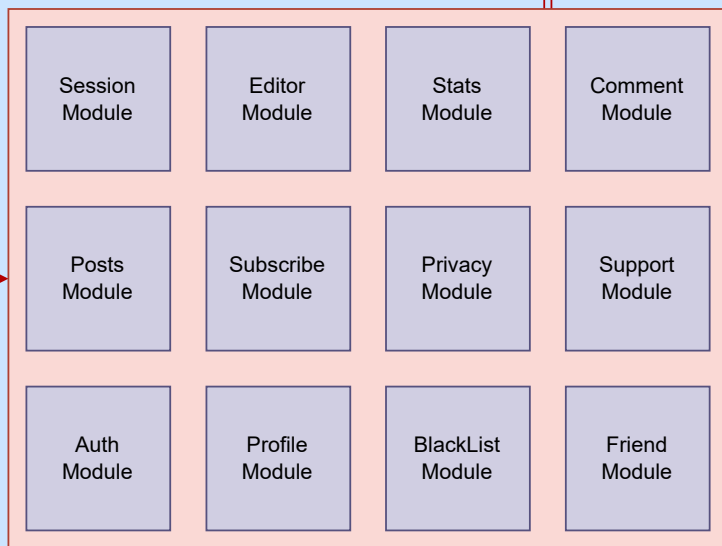 Session
Module
Editor
Module
Stats
Module
Comment
Module
Posts
Module
Subscribe
Module
Privacy
Module
Support
Module
Auth
Module
Profile
Module
BlackList
Module
Friend
Module